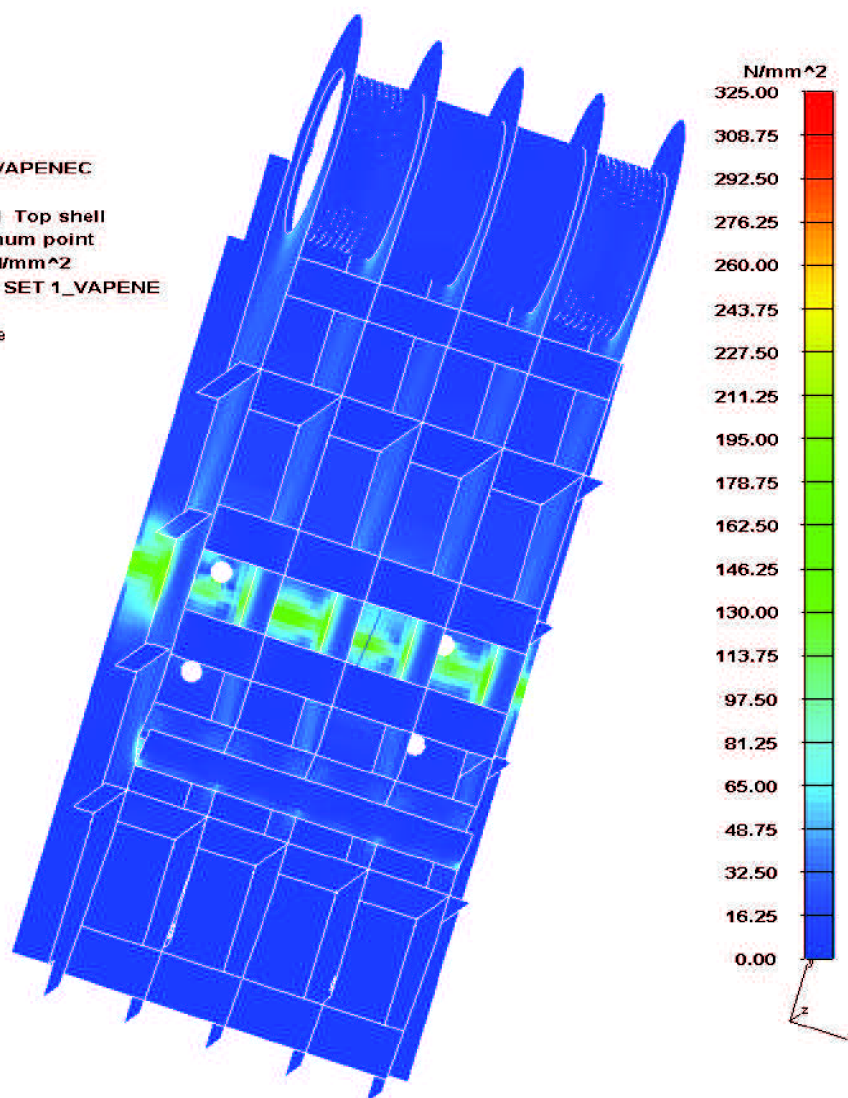 N/mm^2
325.00
308.75
292.50
276.25
260.00
243.75
227.50
211.25
195.00
178.75
162.50
146.25
130.00
113.75
97.50
81.25
65.00
48.75
32.50
16.25
0.00
VAPENEC
Top shell
num point
N/mm^2
SET 1_VAPENE
e
y
z